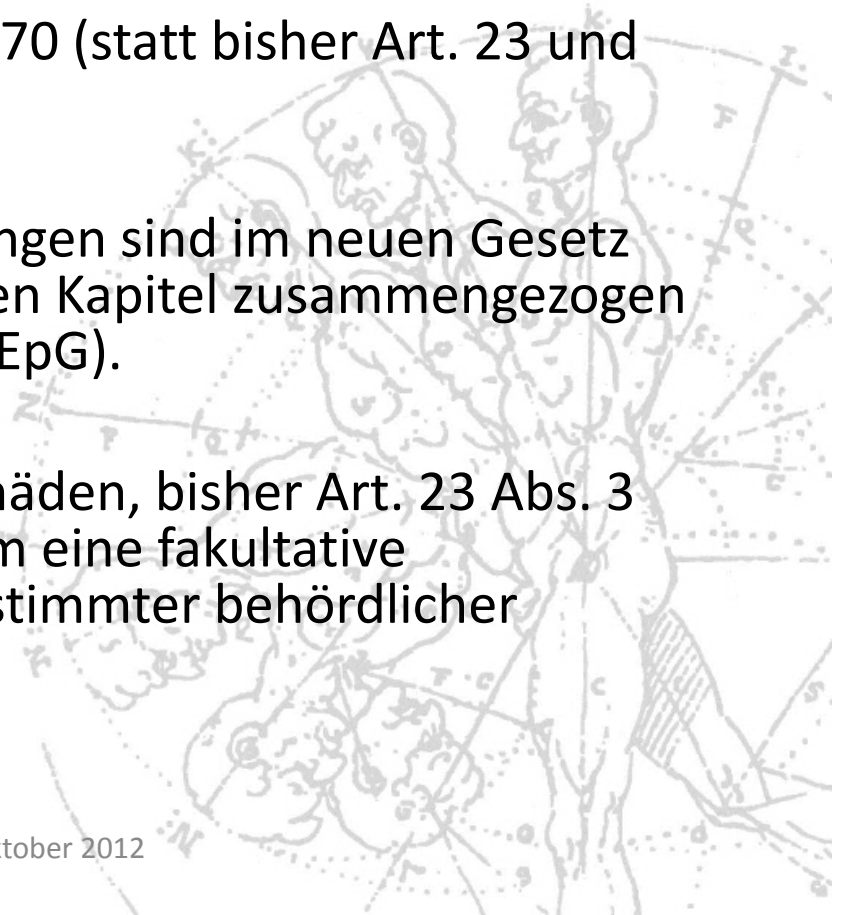 70 (statt bisher Art. 23 und
ngen sind im neuen Gesetz
en Kapitel zusammengezogen
EpG).
häden, bisher Art. 23 Abs. 3
m eine fakultative
stimmter behördlicher
ktober 2012